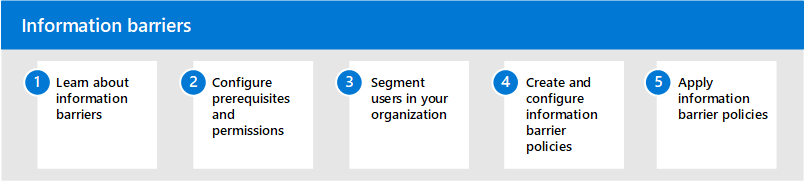 Information barriers
1
Learn about
information
barriers
2
Configure
prerequisites
and
permissions
3
Segment
users in your
organization
4
Create and
configure
information
barrier
policies
5
Apply
information
barrier policies